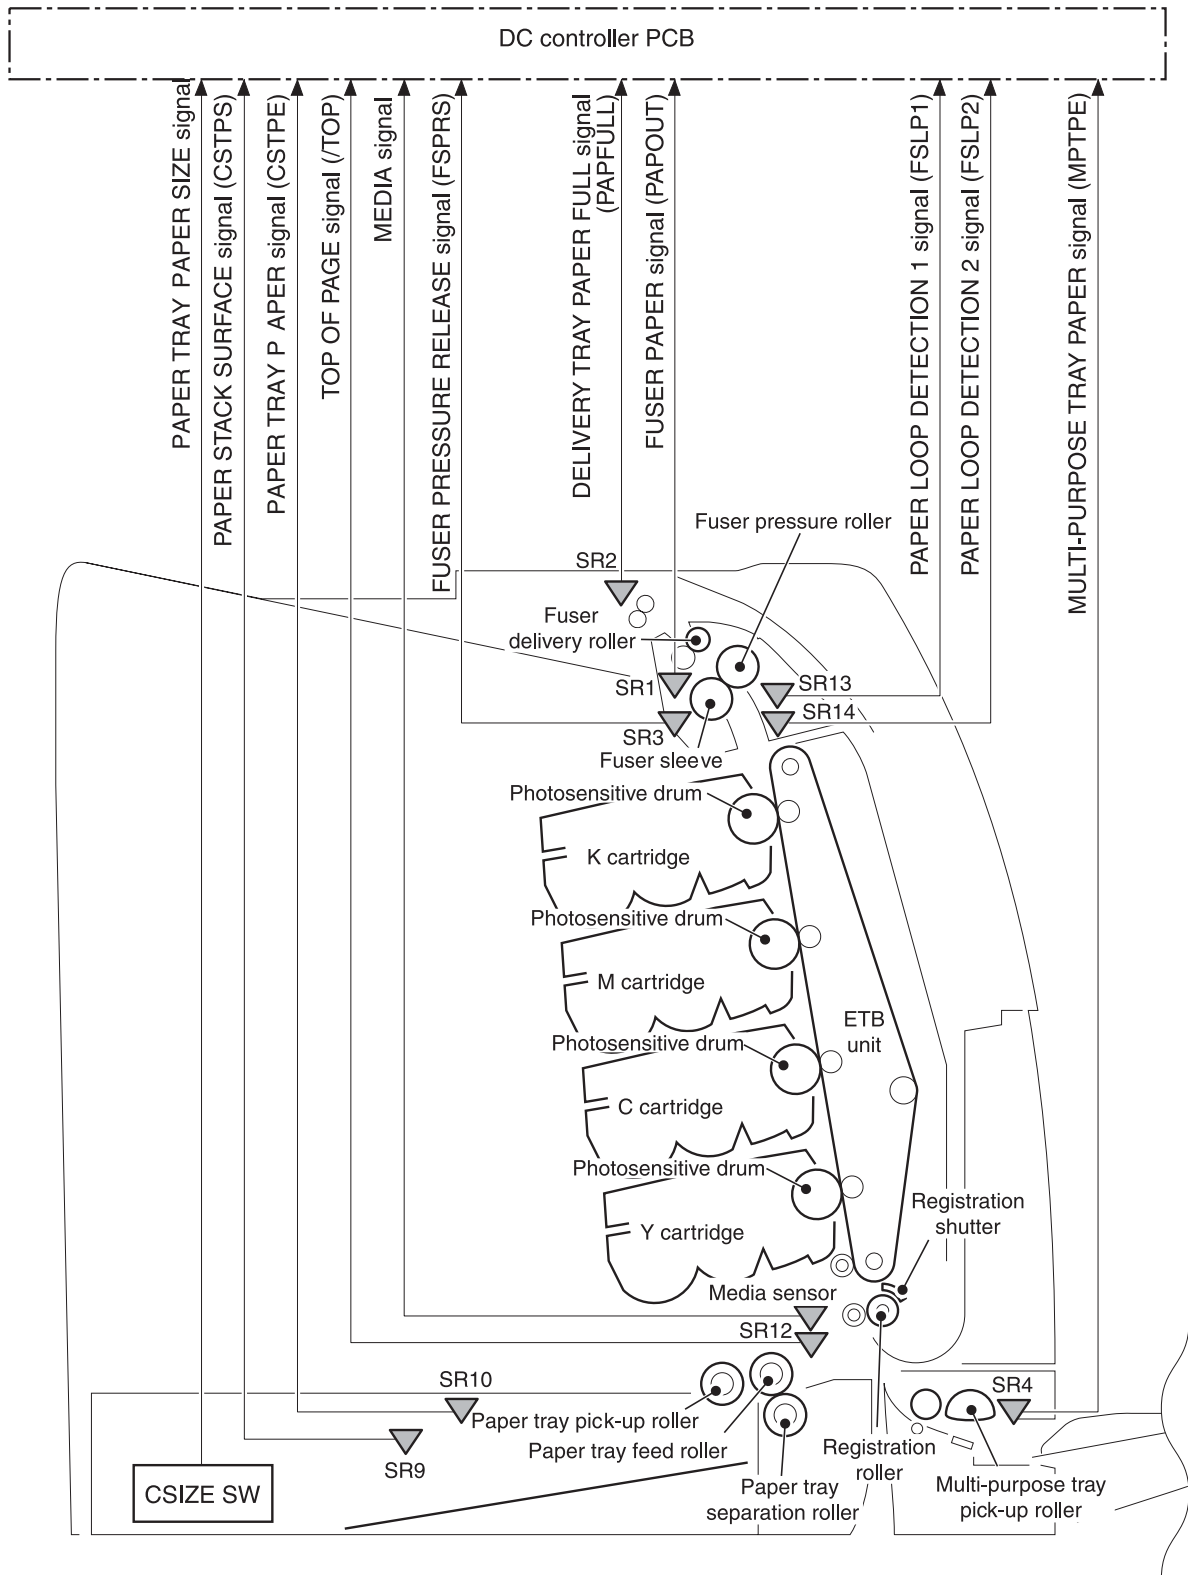 DC controller PCB
PAPER TRAY PAPER SIZE signal
PAPER STACK SURFACE signal (CSTPS)
PAPER TRAY P APER signal (CSTPE)
TOP OF PAGE signal (/TOP)
MEDIA signal
FUSER PRESSURE RELEASE signal (FSPRS)
DELIVERY TRAY PAPER FULL signal
(PAPFULL)
FUSER PAPER signal (PAPOUT)
PAPER LOOP DETECTION 1 signal (FSLP1)
PAPER LOOP DETECTION 2 signal (FSLP2)
MULTI-PURPOSE TRAY PAPER signal (MPTPE)
Fuser pressure roller
SR2
Fuser
delivery roller
SR1
SR13
SR14
SR3
Fuser sleeve
Photosensitive drum
K cartridge
Photosensitive drum
M cartridge
ETB
unit
Photosensitive drum
C cartridge
Photosensitive drum
Registration
shutter
Y cartridge
Media sensor
SR12
SR10
SR4
Paper tray pick-up roller
Paper tray feed roller
SR9
Registration
roller
CSIZE SW
Paper tray
separation roller
Multi-purpose tray
pick-up roller